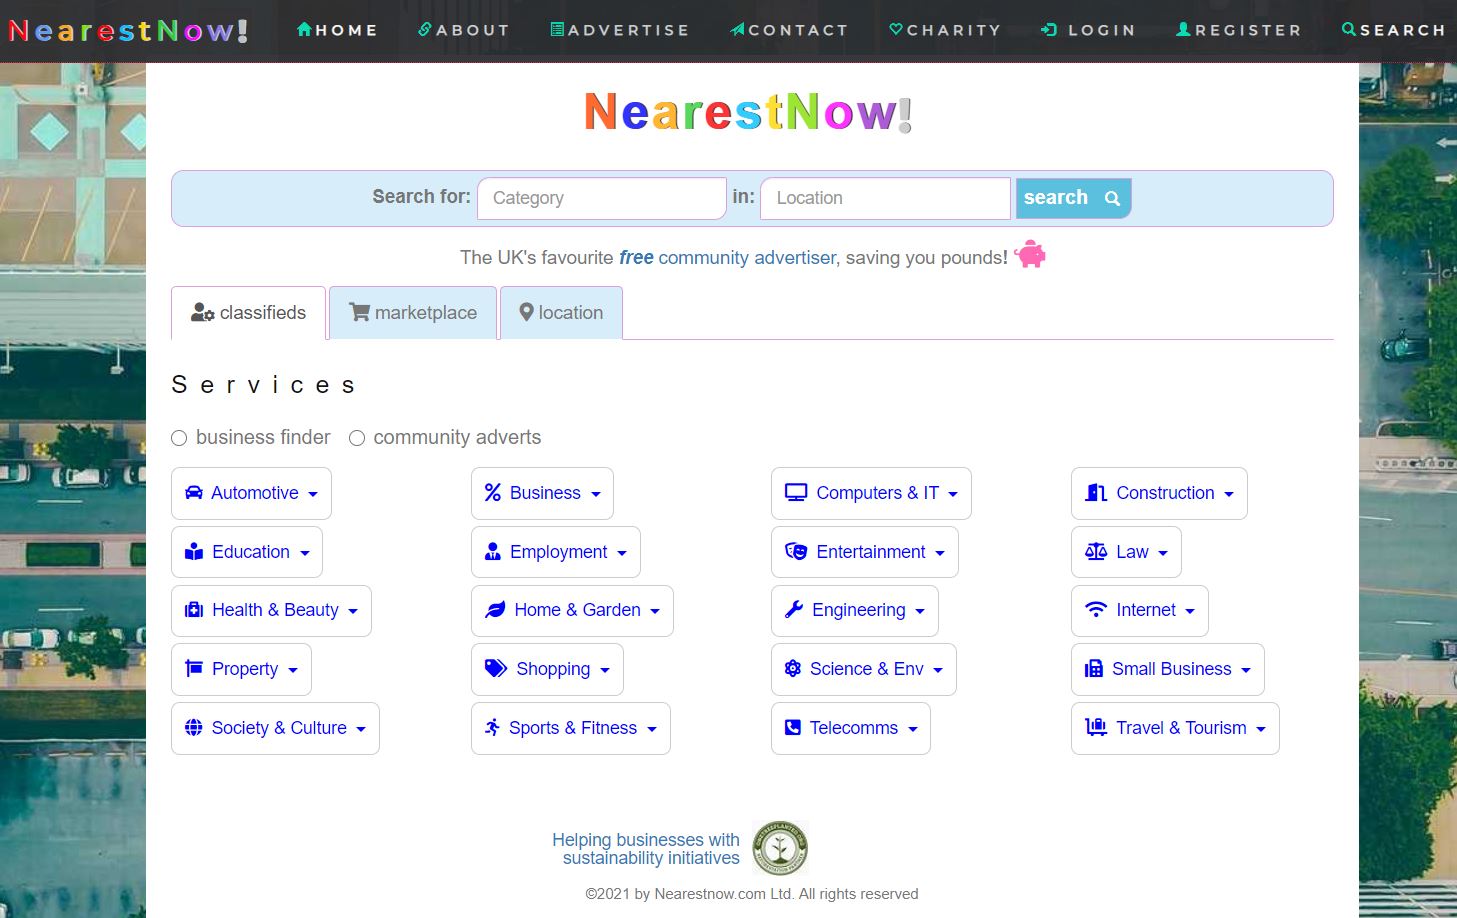 NearestNow! HOME ABOUT ADVERTISE CONTACT CHARITY LOGIN REGISTER SEARCH
NearestNow!
Search for: Category in: Location search
The UK's favourite free community advertiser, saving you pounds!
classifieds marketplace location
Services
business finder community adverts
Automotive Business Computers & IT Construction
Education Employment Entertainment Law
Health & Beauty Home & Garden Engineering Internet
Property Shopping Science & Env Small Business
Society & Culture Sports & Fitness Telecomms Travel & Tourism
Helping businesses with
sustainability initiatives
©2021 by Nearestnow.com Ltd. All rights reserved